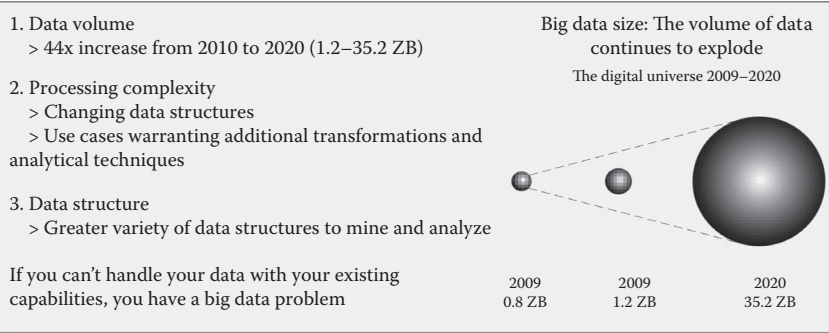 1. Data volume
> 44x increase from 2010 to 2020 (1.2–35.2 ZB)
2. Processing complexity
> Changing data structures
> Use cases warranting additional transformations and
analytical techniques
3. Data structure
> Greater variety of data structures to mine and analyze
If you can’t handle your data with your existing
capabilities, you have a big data problem
Big data size: The volume of data
continues to explode
The digital universe 2009–2020
2009
0.8 ZB
2009
1.2 ZB
2020
35.2 ZB